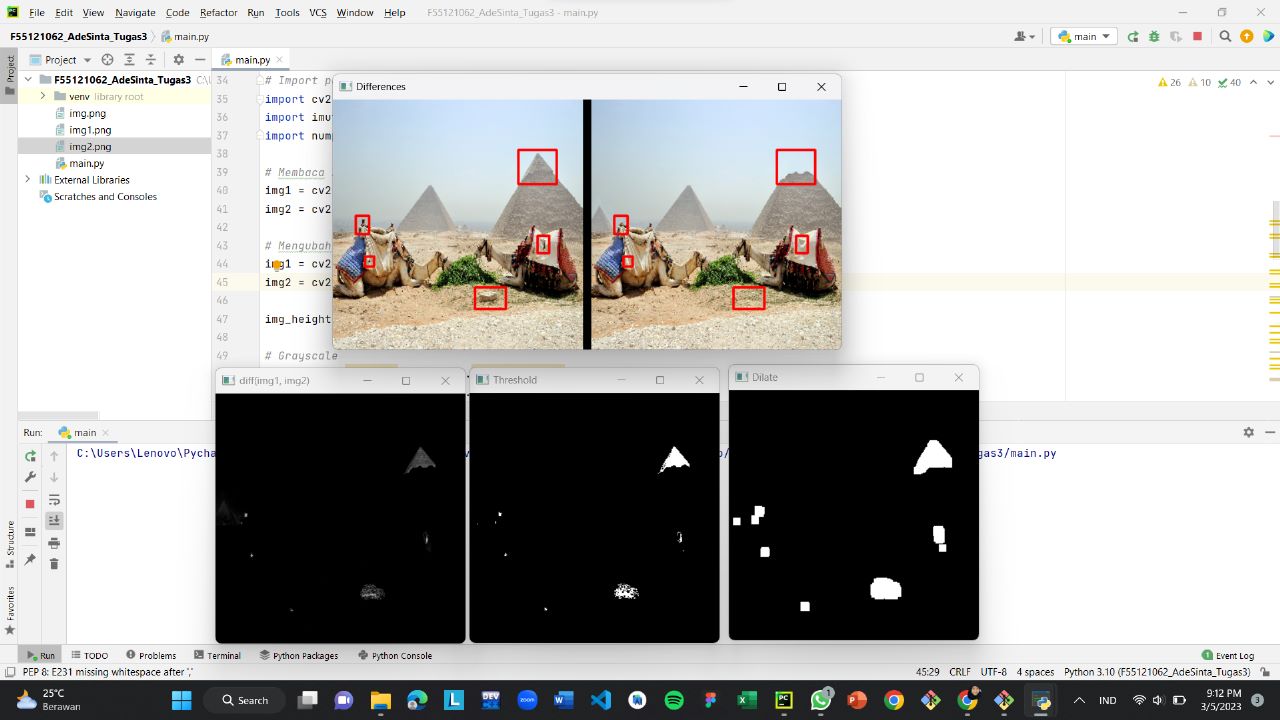 File Edit View Navigate Code Refactor Run Tools VCS Window Help F55121062_AdeSinta_Tugas3 - main.py
F55121062_AdeSinta_Tugas3 main.py
main
Project
Project
main.py
F55121062_AdeSinta_Tugas3 C:\
venv library root
img.png
img1.png
img2.png
main.py
External Libraries
Scratches and Consoles
26 10 40
34 # Import
35 import cv2
36 import
37 import
38
39 # Membaca
40 img1 = cv2
41 img2 = cv2
42
43 # Mengubah
44 img1 = cv2
45 img2 = cv2
46
47 img_height
48
49 # Grayscale
Differences
diff(img1, img2)
Threshold
Dilate
Run: main
C:\Users\Lenovo\Pycha
gas3/main.py
Structure
Favorites
Run TODO Problems Terminal Python Packages Python Console Event Log
PEP 8: E231 missing whitespace after ',' 45:29 CRLF UTF-8 4 spaces Python 3.10 (F55121062_AdeSinta_Tugas3)
25°C
Berawan
Search
IND
9:12 PM
3/5/2023